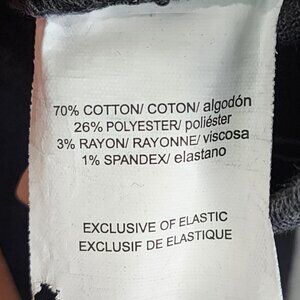 70% COTTON/ COTON/ algodón
26% POLYESTER/ poliéster
3% RAYON/ RAYONNE/ viscosa
1% SPANDEX/ elastano
EXCLUSIVE OF ELASTIC
EXCLUSIF DE ELASTIQUE